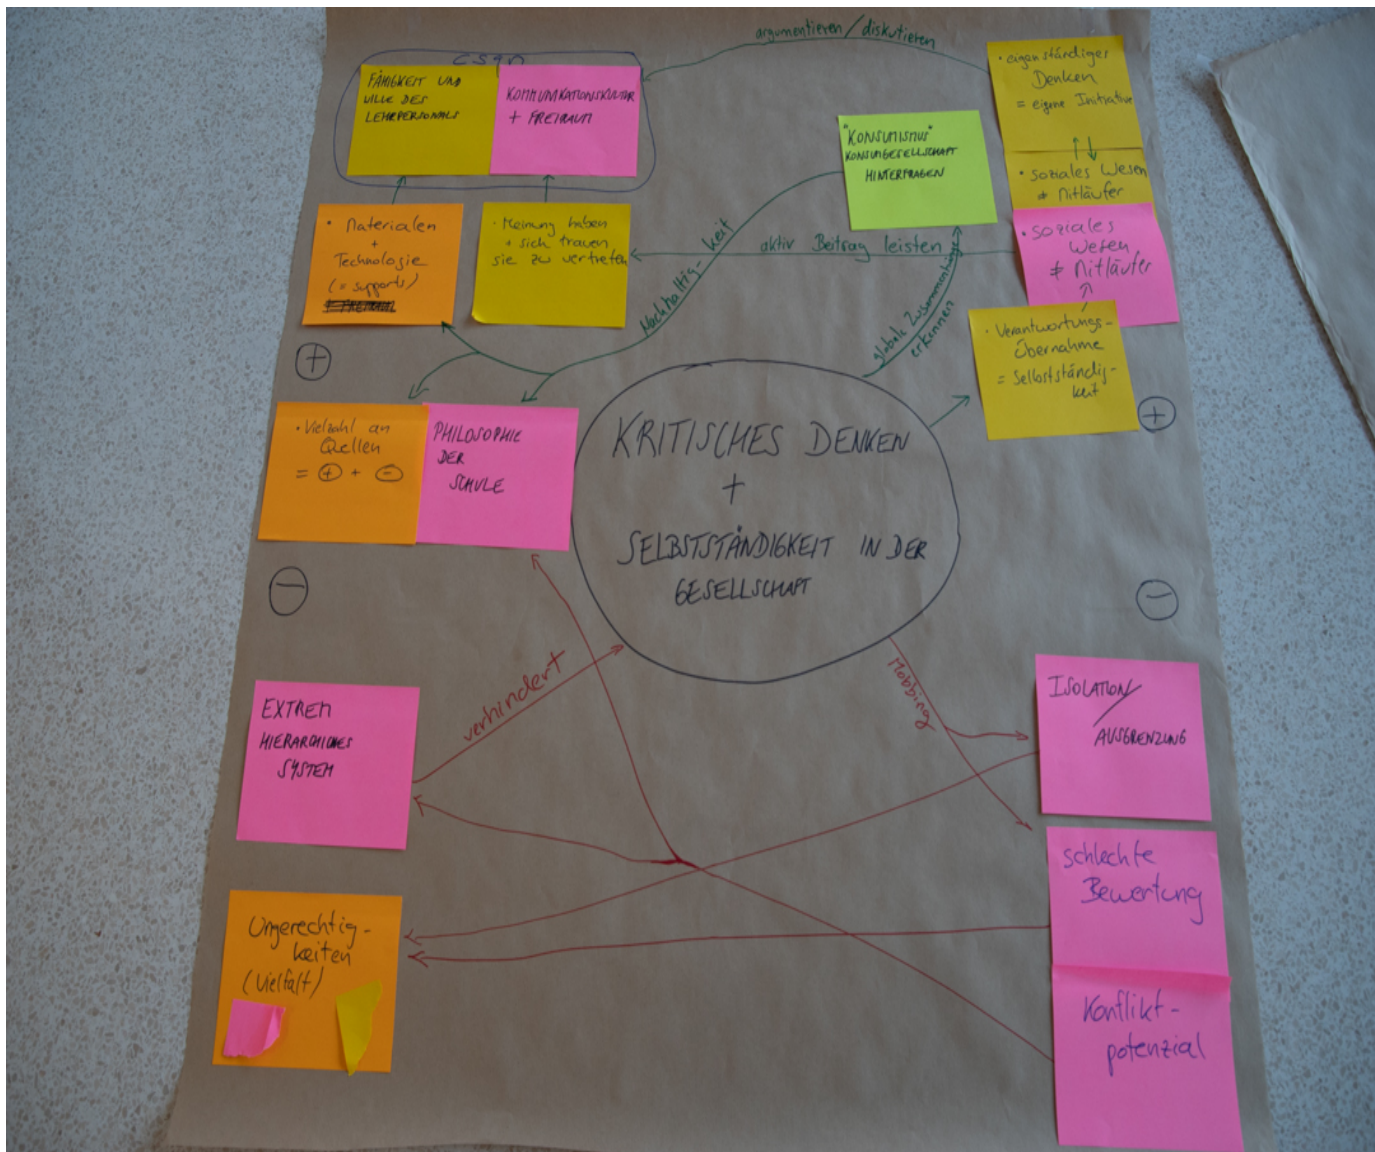 argumentieren / diskutieren
FÄHIGKEIT UND
WILLE DES
LEHRPERSONALS
KOMMUNIKATIONSKULTUR
+ FREIRAUM
• eigenständiges
Denken
= eigene Initiative
"KONSUMISMUS"
KONSUMGESELLSCHAFT
HINTERFRAGEN
• soziales Wesen
≠ Mitläufer
• Materialen
+
Technologie
(= supports)
• Meinung haben
+ sich trauen
sie zu vertreten
Nachhaltig-keit
aktiv Beitrag leisten
• soziales
Wesen
≠ Mitläufer
globale Zusammenhänge
erkennen
• Verantwortungs-
übernahme
= Selbstständig-
keit
+
+
• Vielzahl an
Quellen
= + + -
PHILOSOPHIE
DER
SCHULE
KRITISCHES DENKEN
+
SELBSTSTÄNDIGKEIT IN DER
GESELLSCHAFT
-
-
verhindert
Mobbing
EXTREM
HIERARCHISCHES
SYSTEM
ISOLATION/
AUSGRENZUNG
Ungerechtig-
keiten
(Vielfalt)
schlechte
Bewertung
Konflikt-
potenzial